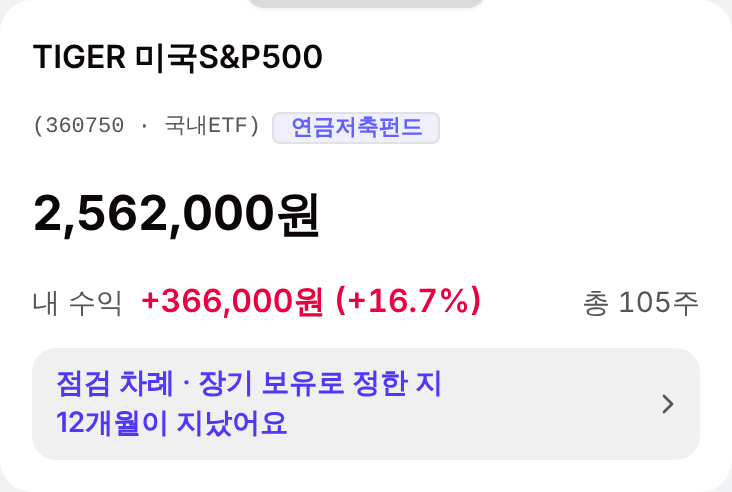 TIGER 미국S&P500
(360750 · 국내ETF) 연금저축펀드
2,562,000원
내 수익 +366,000원 (+16.7%) 총 105주
점검 차례 · 장기 보유로 정한 지
12개월이 지났어요